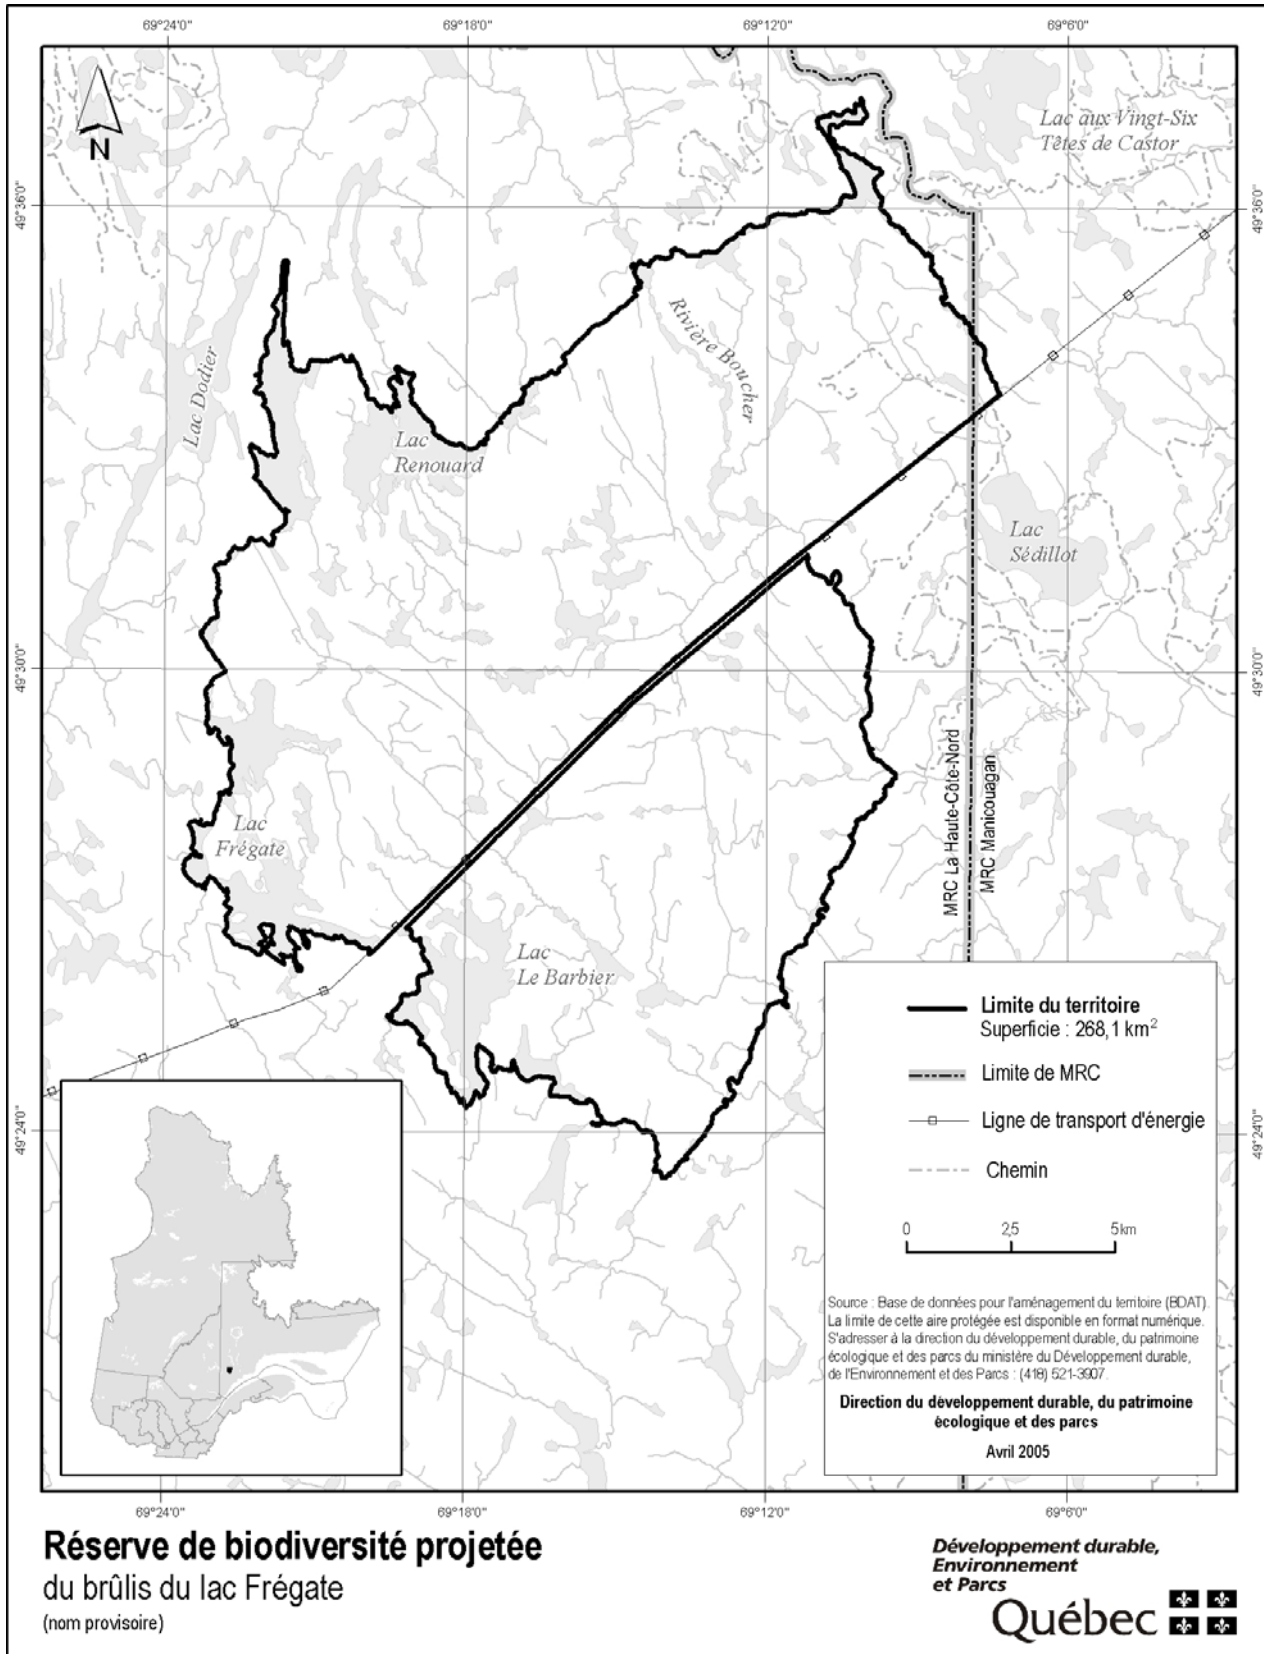 69°24'0"
69°18'0"
69°12'0"
69°6'0"
N
Lac aux Vingt-Six
Têtes de Castor
49°36'0"
49°36'0"
Rivière Boucher
Lac Dodier
Lac
Renouard
Lac
Sédillot
49°30'0"
49°30'0"
MRC La Haute-Côte-Nord
MRC Manicouagan
Lac
Frégate
Lac
Le Barbier
49°24'0"
49°24'0"
Limite du territoire
Superficie : 268,1 km²
Limite de MRC
Ligne de transport d'énergie
Chemin
0 2,5 5 km
Source : Base de données pour l'aménagement du territoire (BDAT).
La limite de cette aire protégée est disponible en format numérique.
S'adresser à la direction du développement durable, du patrimoine
écologique et des parcs du ministère du Développement durable,
de l'Environnement et des Parcs : (418) 521-3907.
Direction du développement durable, du patrimoine
écologique et des parcs
Avril 2005
69°24'0"
69°18'0"
69°12'0"
69°6'0"
Réserve de biodiversité projetée
du brûlis du lac Frégate
(nom provisoire)
Développement durable,
Environnement
et Parcs
Québec